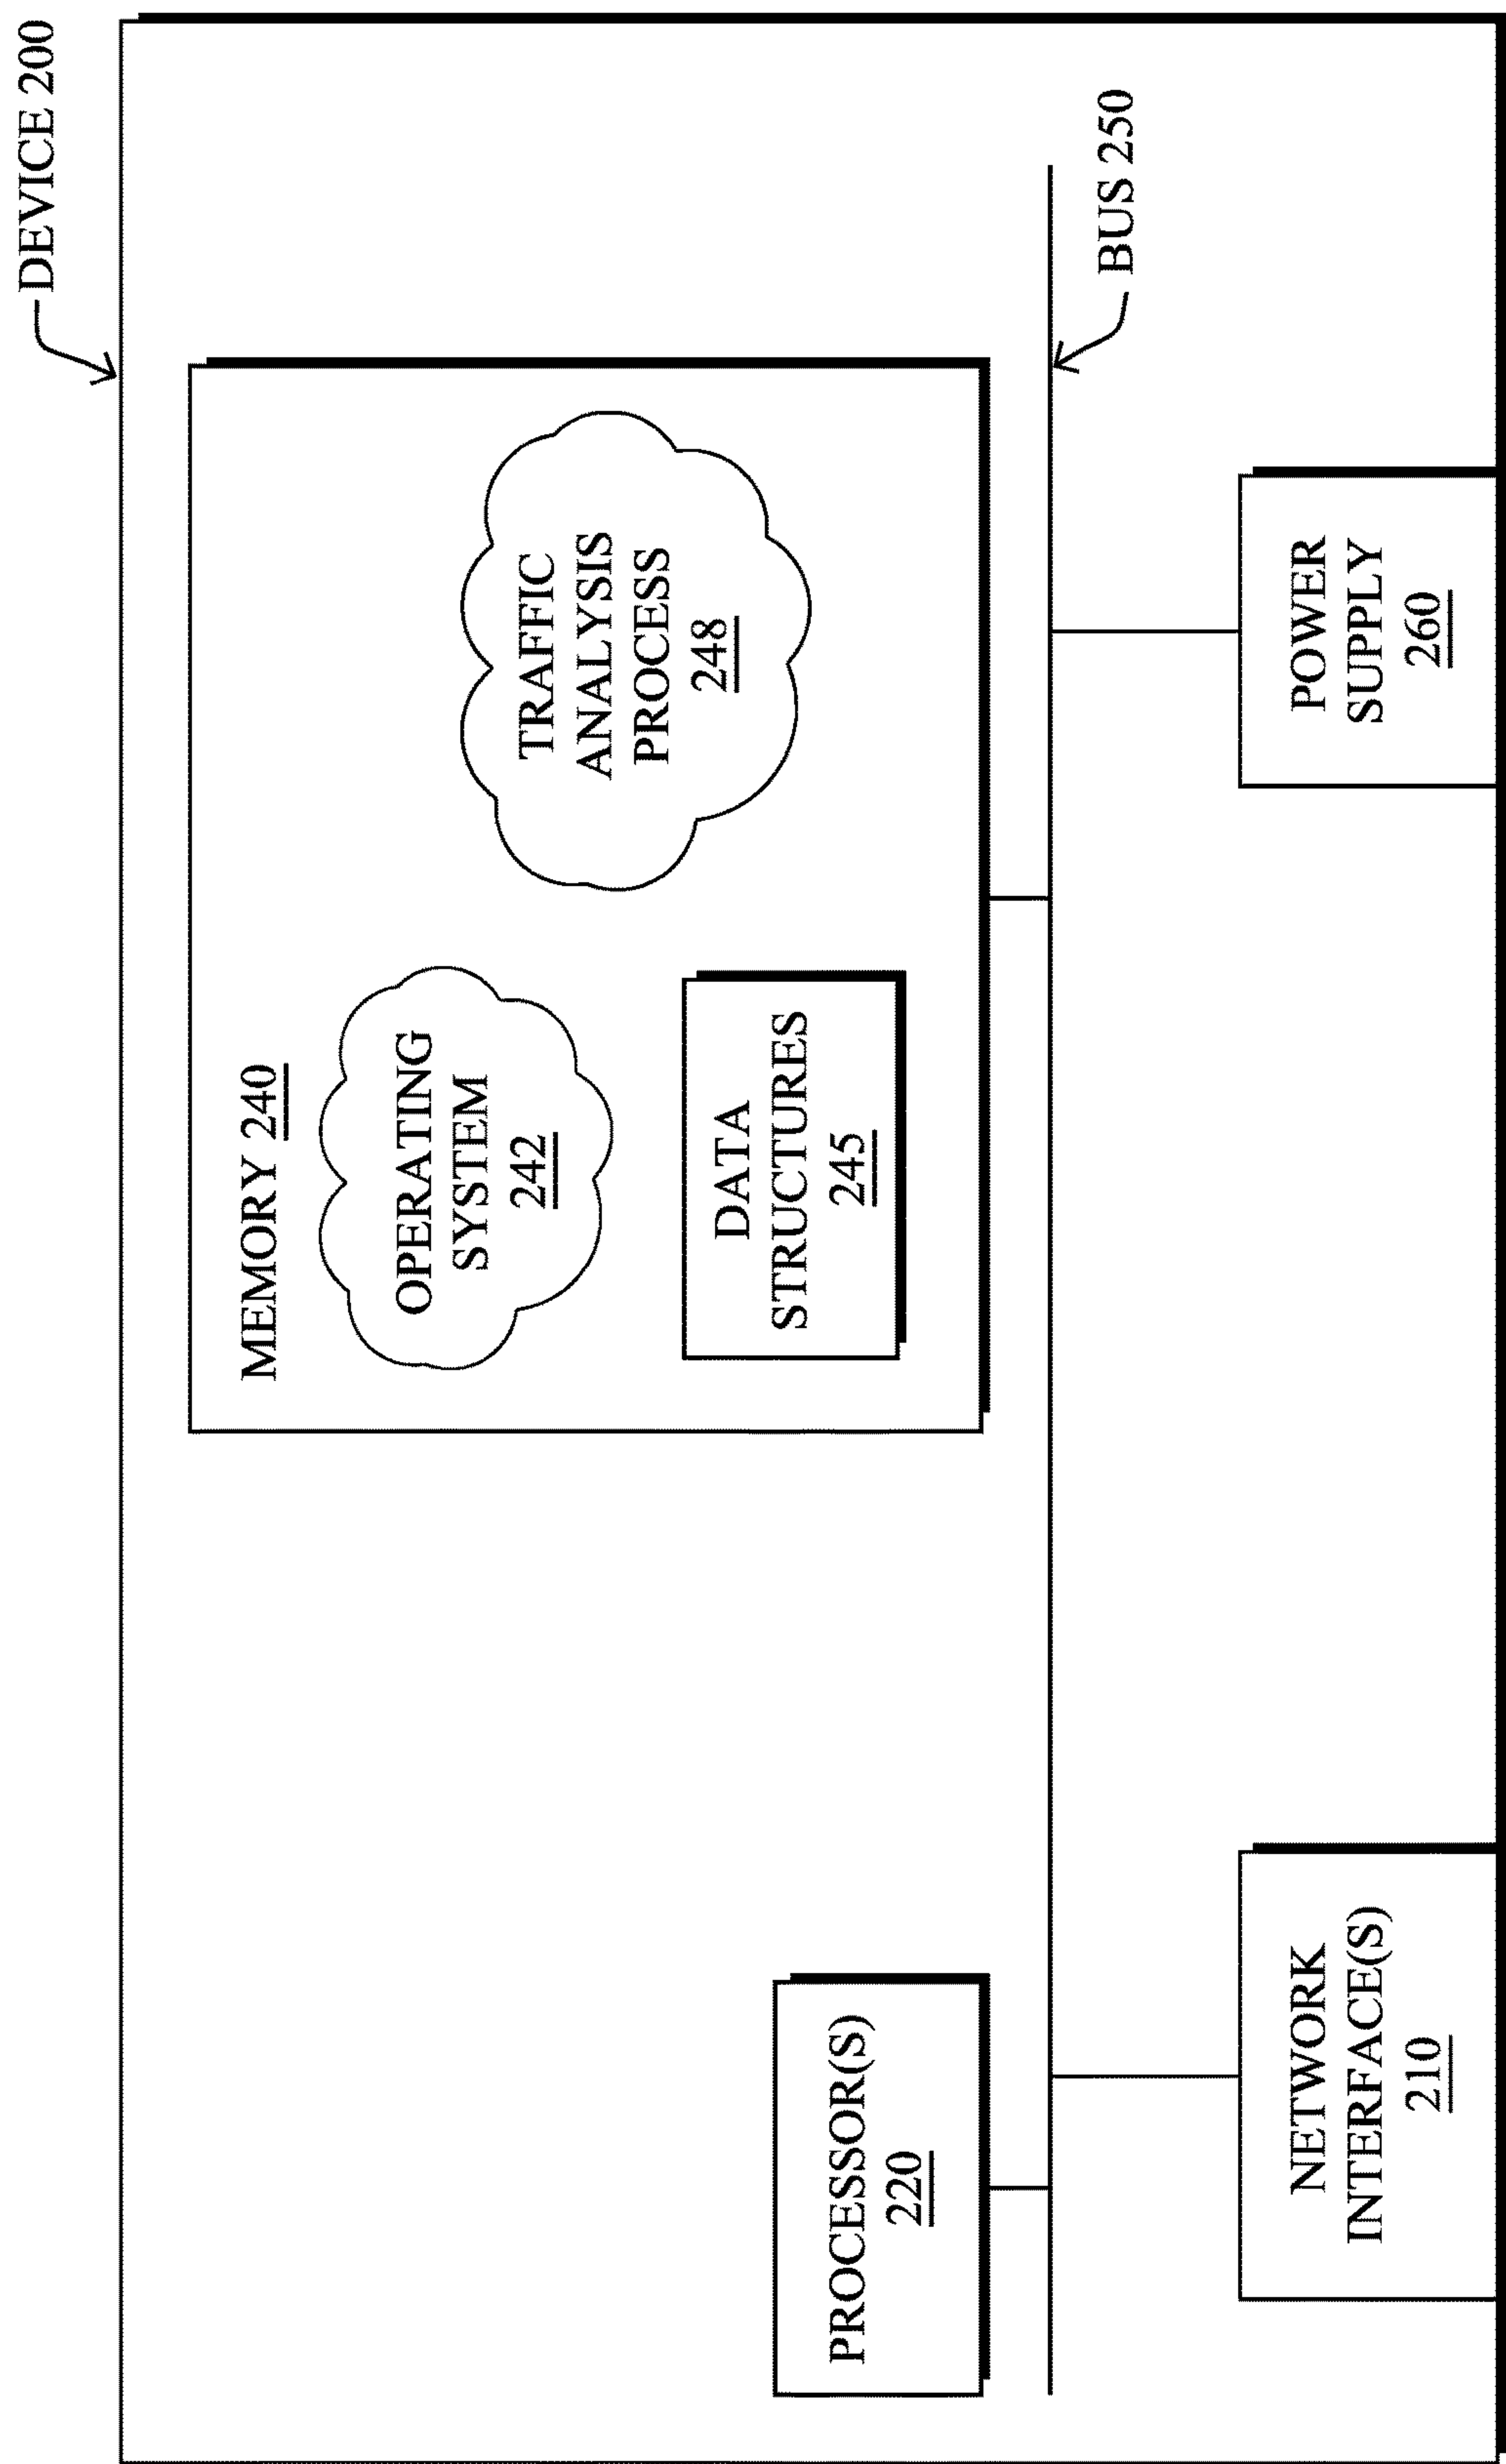 DEVICE 200
MEMORY 240
OPERATING
SYSTEM
242
DATA
STRUCTURES
245
TRAFFIC
ANALYSIS
PROCESS
248
PROCESSOR(S)
220
BUS 250
NETWORK
INTERFACE(S)
210
POWER
SUPPLY
260